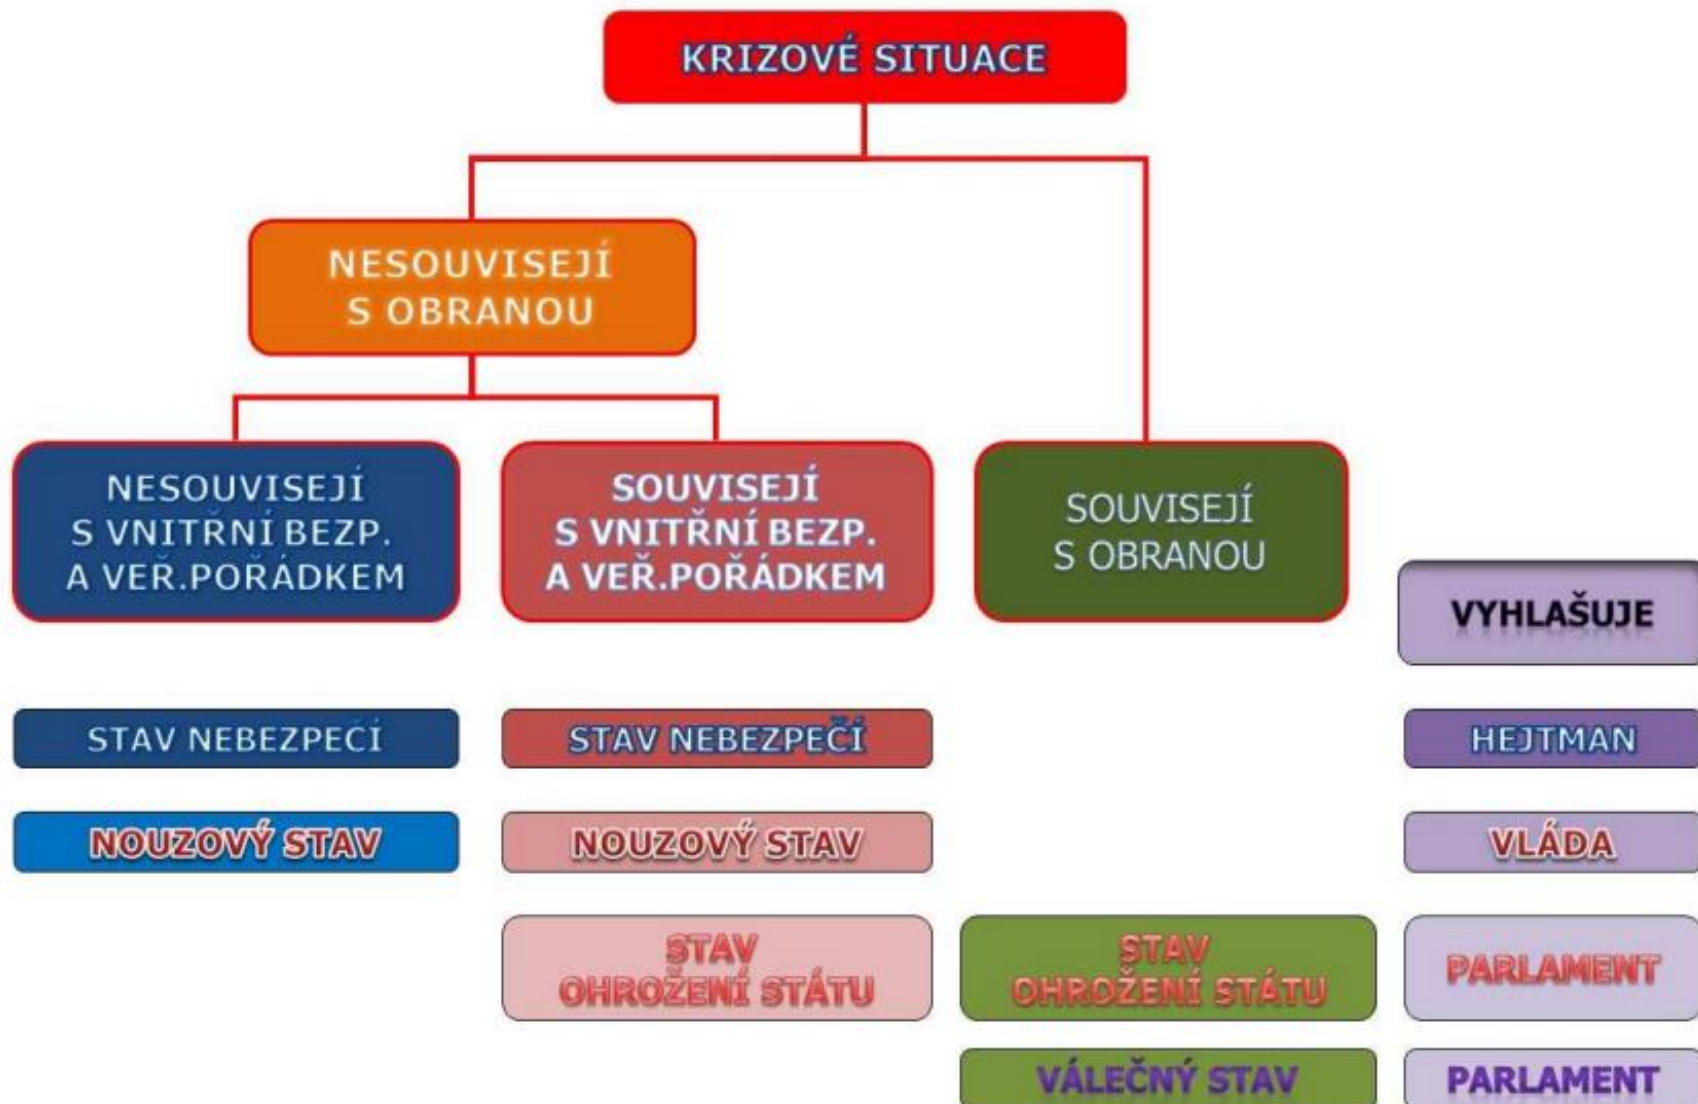 KRIZOVÉ SITUACE
NESOUVISEJÍ
S OBRANOU
NESOUVISEJÍ
S VNITŘNÍ BEZP.
A VEŘ.POŘÁDKEM
SOUVISEJÍ
S VNITŘNÍ BEZP.
A VEŘ.POŘÁDKEM
SOUVISEJÍ
S OBRANOU
VYHLAŠUJE
STAV NEBEZPEČÍ
STAV NEBEZPEČÍ
HEJTMAN
NOUZOVÝ STAV
NOUZOVÝ STAV
VLÁDA
STAV
OHROŽENÍ STÁTU
STAV
OHROŽENÍ STÁTU
PARLAMENT
VÁLEČNÝ STAV
PARLAMENT